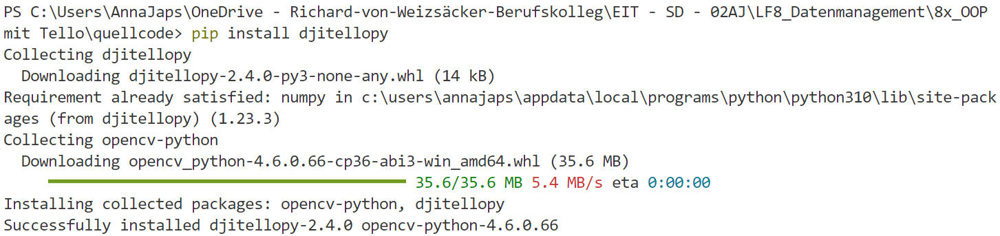 PS C:\Users\AnnaJaps\OneDrive - Richard-von-Weizsäcker-Berufskolleg\EIT - SD - 02AJ\LF8_Datenmanagement\8x_OOP
mit Tello\quellcode> pip install djitellopy
Collecting djitellopy
  Downloading djitellopy-2.4.0-py3-none-any.whl (14 kB)
Requirement already satisfied: numpy in c:\users\annajaps\appdata\local\programs\python\python310\lib\site-pack
ages (from djitellopy) (1.23.3)
Collecting opencv-python
  Downloading opencv_python-4.6.0.66-cp36-abi3-win_amd64.whl (35.6 MB)
35.6/35.6 MB 5.4 MB/s eta 0:00:00
Installing collected packages: opencv-python, djitellopy
Successfully installed djitellopy-2.4.0 opencv-python-4.6.0.66